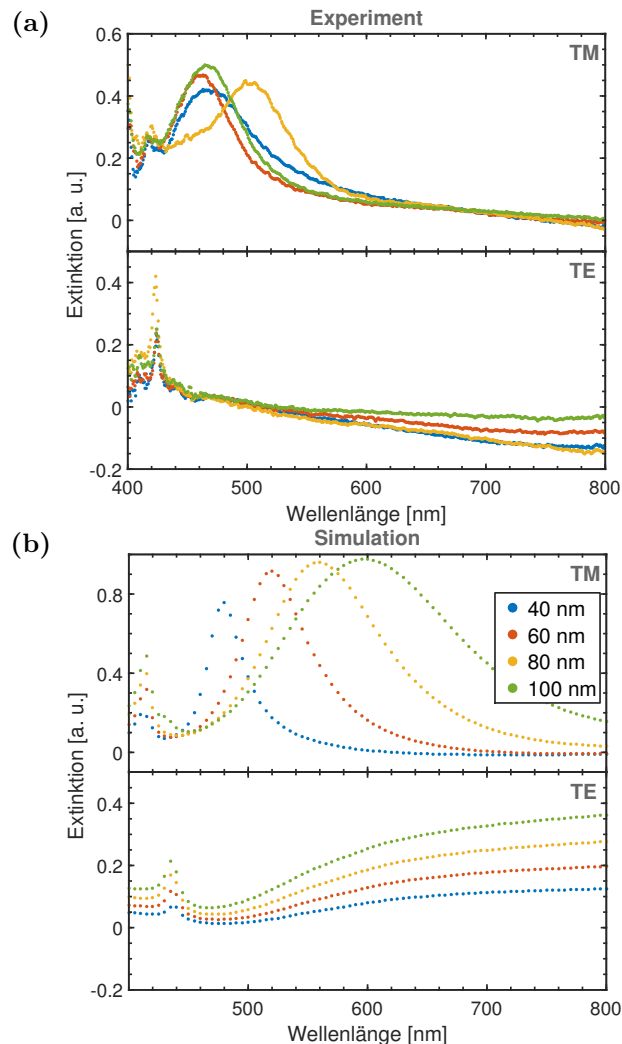 (a)
Experiment
TM
0.6
0.4
0.2
0
Extinktion [a. u.]
TE
0.4
0.2
0
-0.2
400 500 600 700 800
Wellenlänge [nm]
(b)
Simulation
TM
0.8
0.4
0
40 nm
60 nm
80 nm
100 nm
Extinktion [a. u.]
TE
0.4
0.2
0
-0.2
500 600 700 800
Wellenlänge [nm]